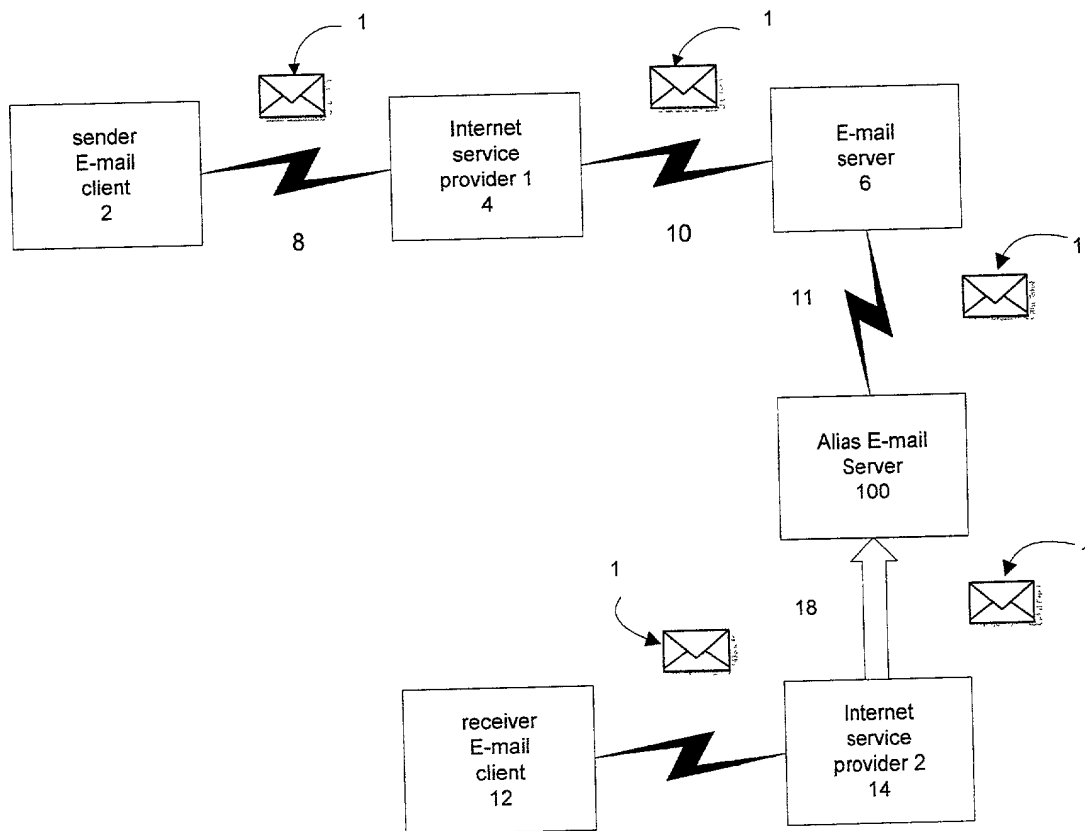 1
1
sender
E-mail
client
2
Internet
service
provider 1
4
E-mail
server
6
8
10
1
11
Alias E-mail
Server
100
1
18
receiver
E-mail
client
12
Internet
service
provider 2
14